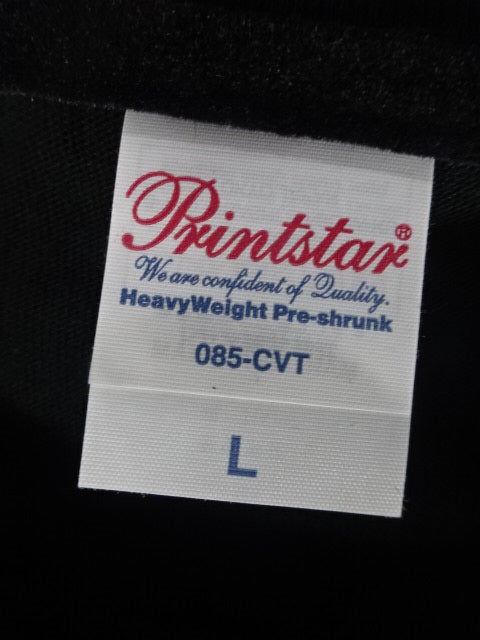 Printstar®
We are confident of Quality.
HeavyWeight Pre-shrunk
085-CVT
L